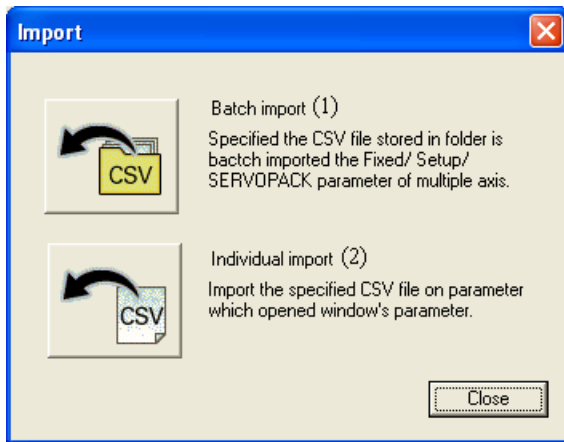 Import
Batch import (1)
Specified the CSV file stored in folder is
bactch imported the Fixed/ Setup/
SERVOPACK parameter of multiple axis.
CSV
Individual import (2)
Import the specified CSV file on parameter
which opened window's parameter.
CSV
Close